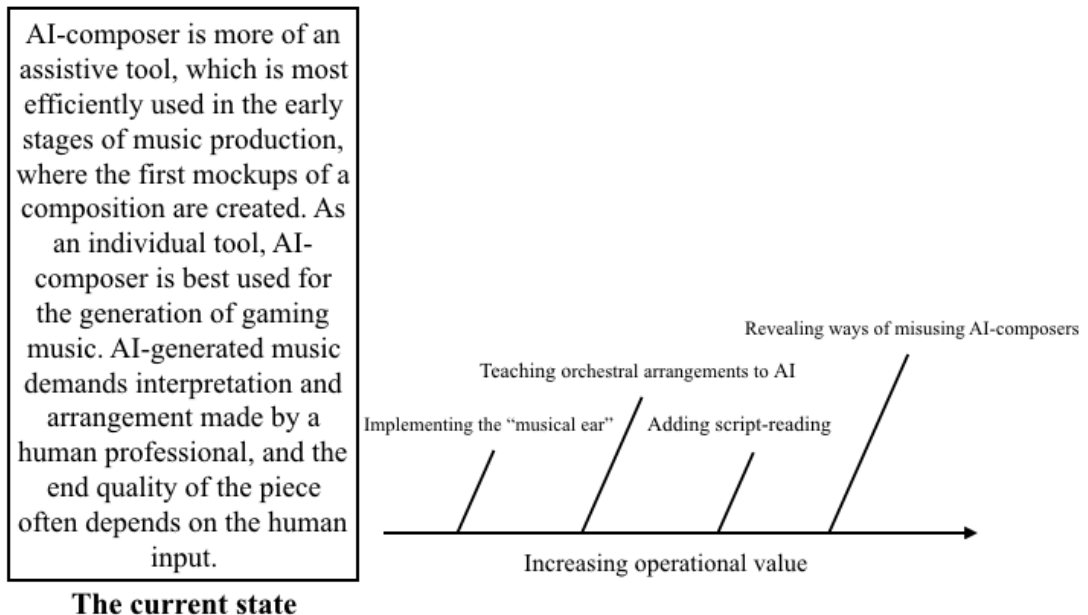 AI-composer is more of an
assistive tool, which is most
efficiently used in the early
stages of music production,
where the first mockups of a
composition are created. As
an individual tool, AI-
composer is best used for
the generation of gaming
music. AI-generated music
demands interpretation and
arrangement made by a
human professional, and the
end quality of the piece
often depends on the human
input.
The current state
Revealing ways of misusing AI-composers
Teaching orchestral arrangements to AI
Implementing the “musical ear”
Adding script-reading
Increasing operational value